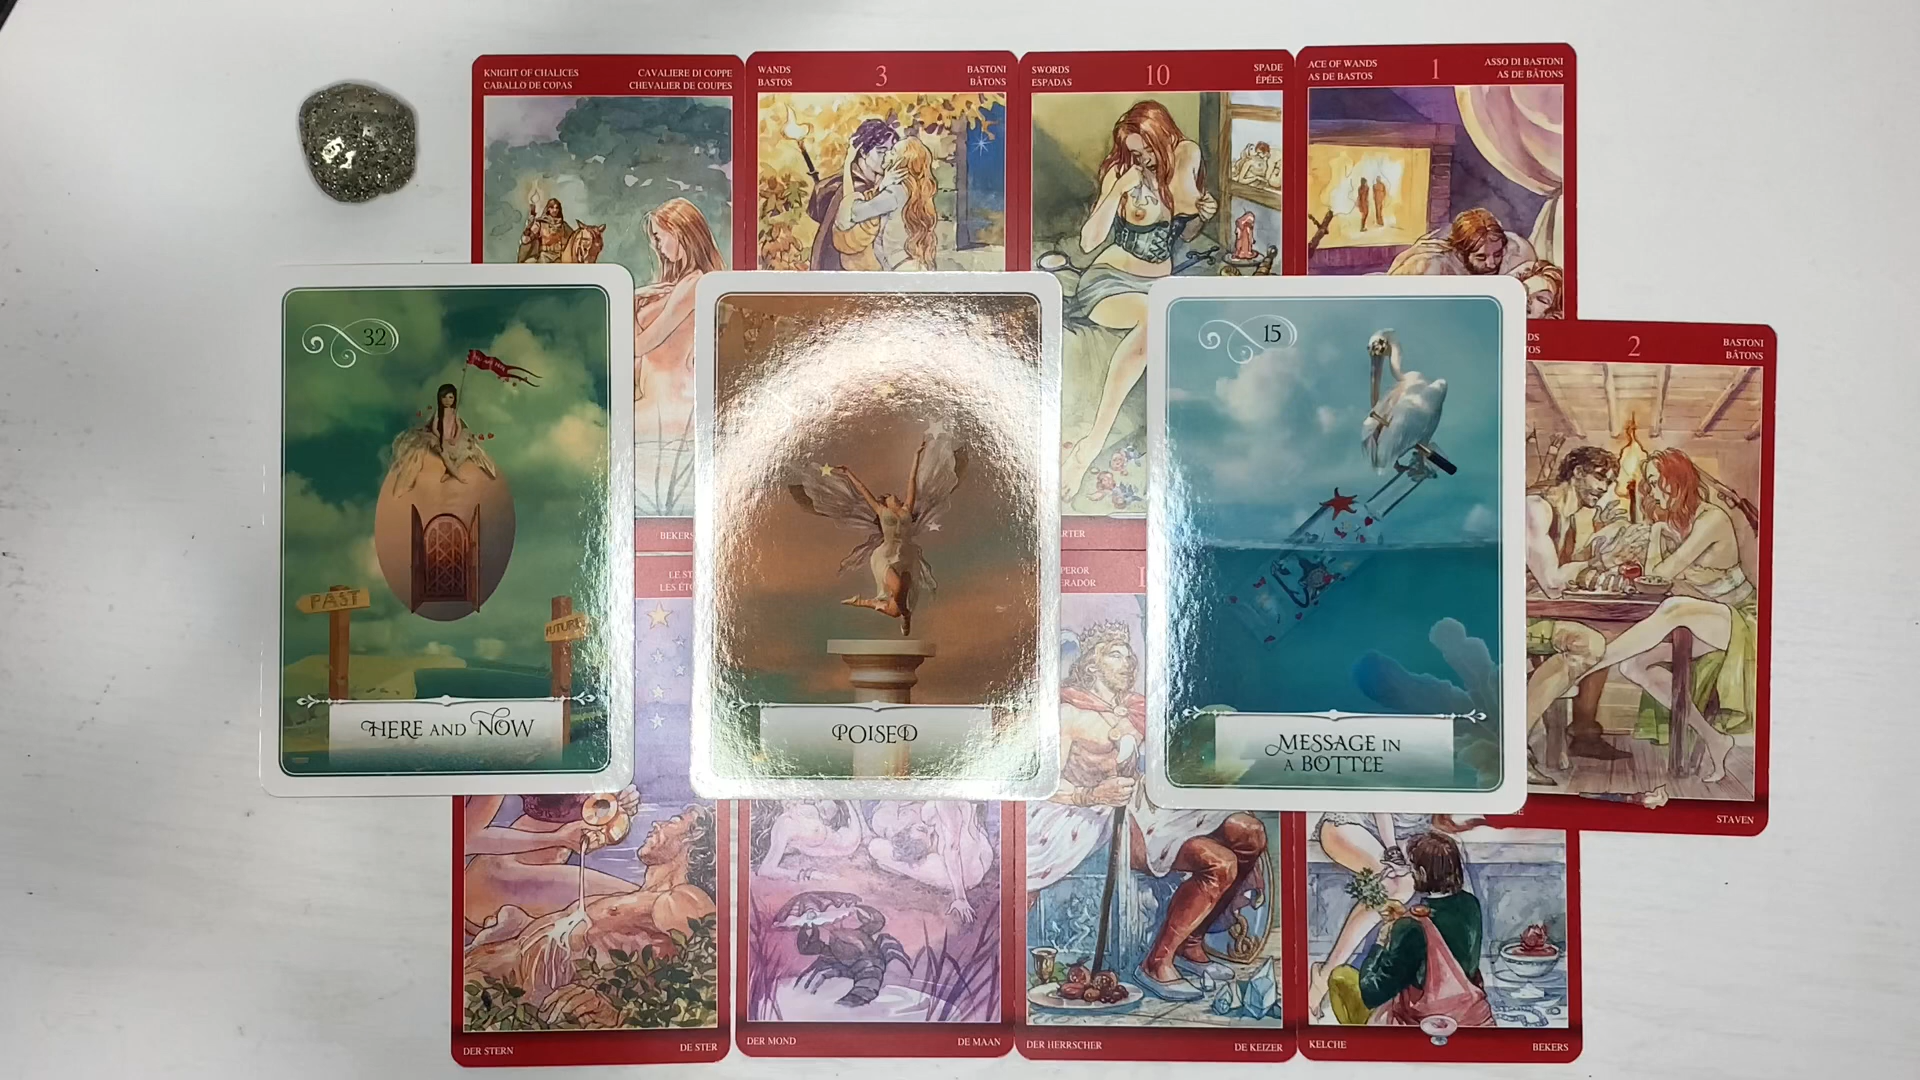 KNIGHT OF CHALICES
CABALLO DE COPAS
CAVALIERE DI COPPE
CHEVALIER DE COUPES
WANDS
BASTOS
3
BASTONI
BÂTONS
SWORDS
ESPADAS
10
SPADE
ÉPÉES
ACE OF WANDS
AS DE BASTOS
1
ASSO DI BASTONI
AS DE BÂTONS
32
PAST
FUTURE
HERE AND NOW
POISED
15
MESSAGE IN
A BOTTLE
2
BASTONI
BÂTONS
STAVEN
DER STERN
DE STER
DER MOND
DE MAAN
DER HERRSCHER
DE KEIZER
KELCHE
BEKERS